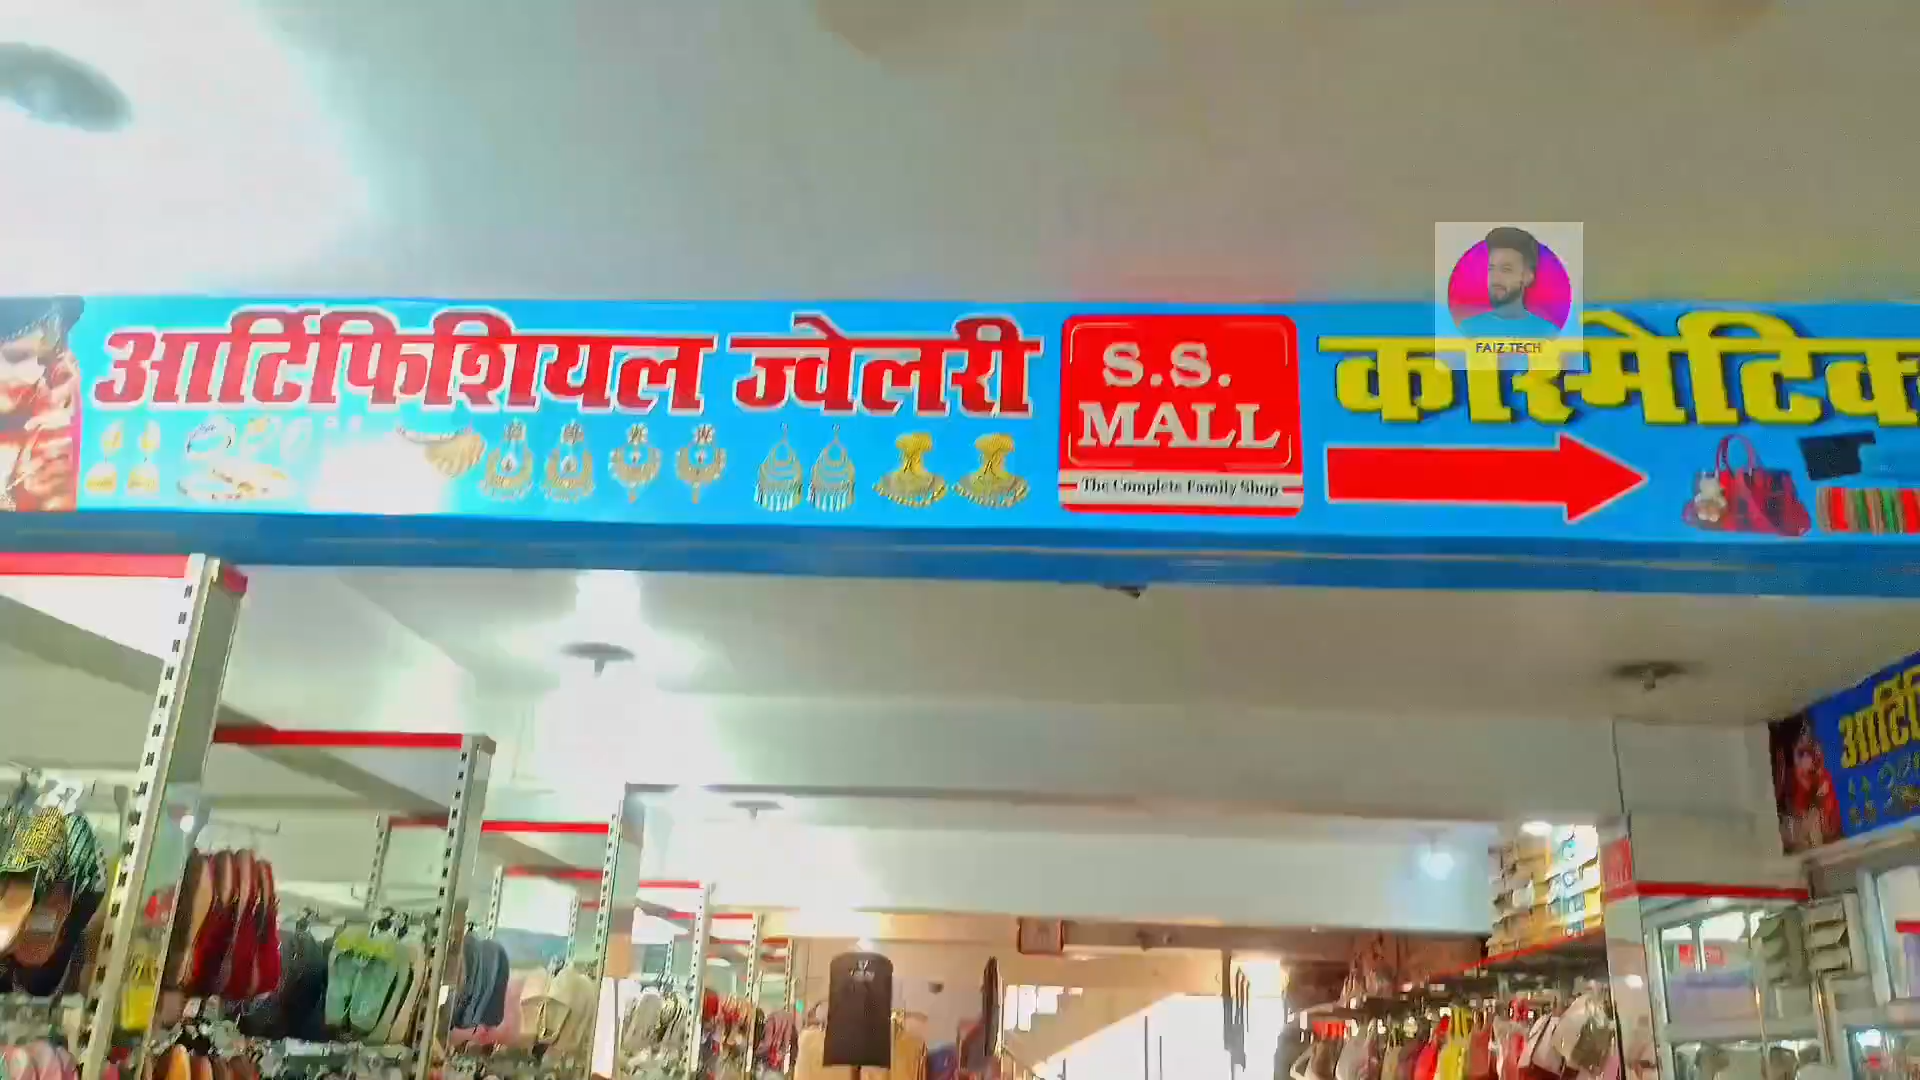 आर्टिफिशियल ज्वेलरी
S.S.
MALL
The Complete Family Shop
कास्मेटिक
FAIZ TECH